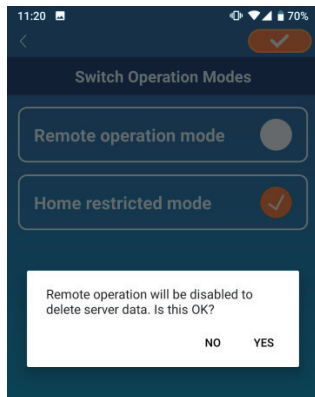 11:20 70%
Switch Operation Modes
Remote operation mode
Home restricted mode
Remote operation will be disabled to
delete server data. Is this OK?
NO YES